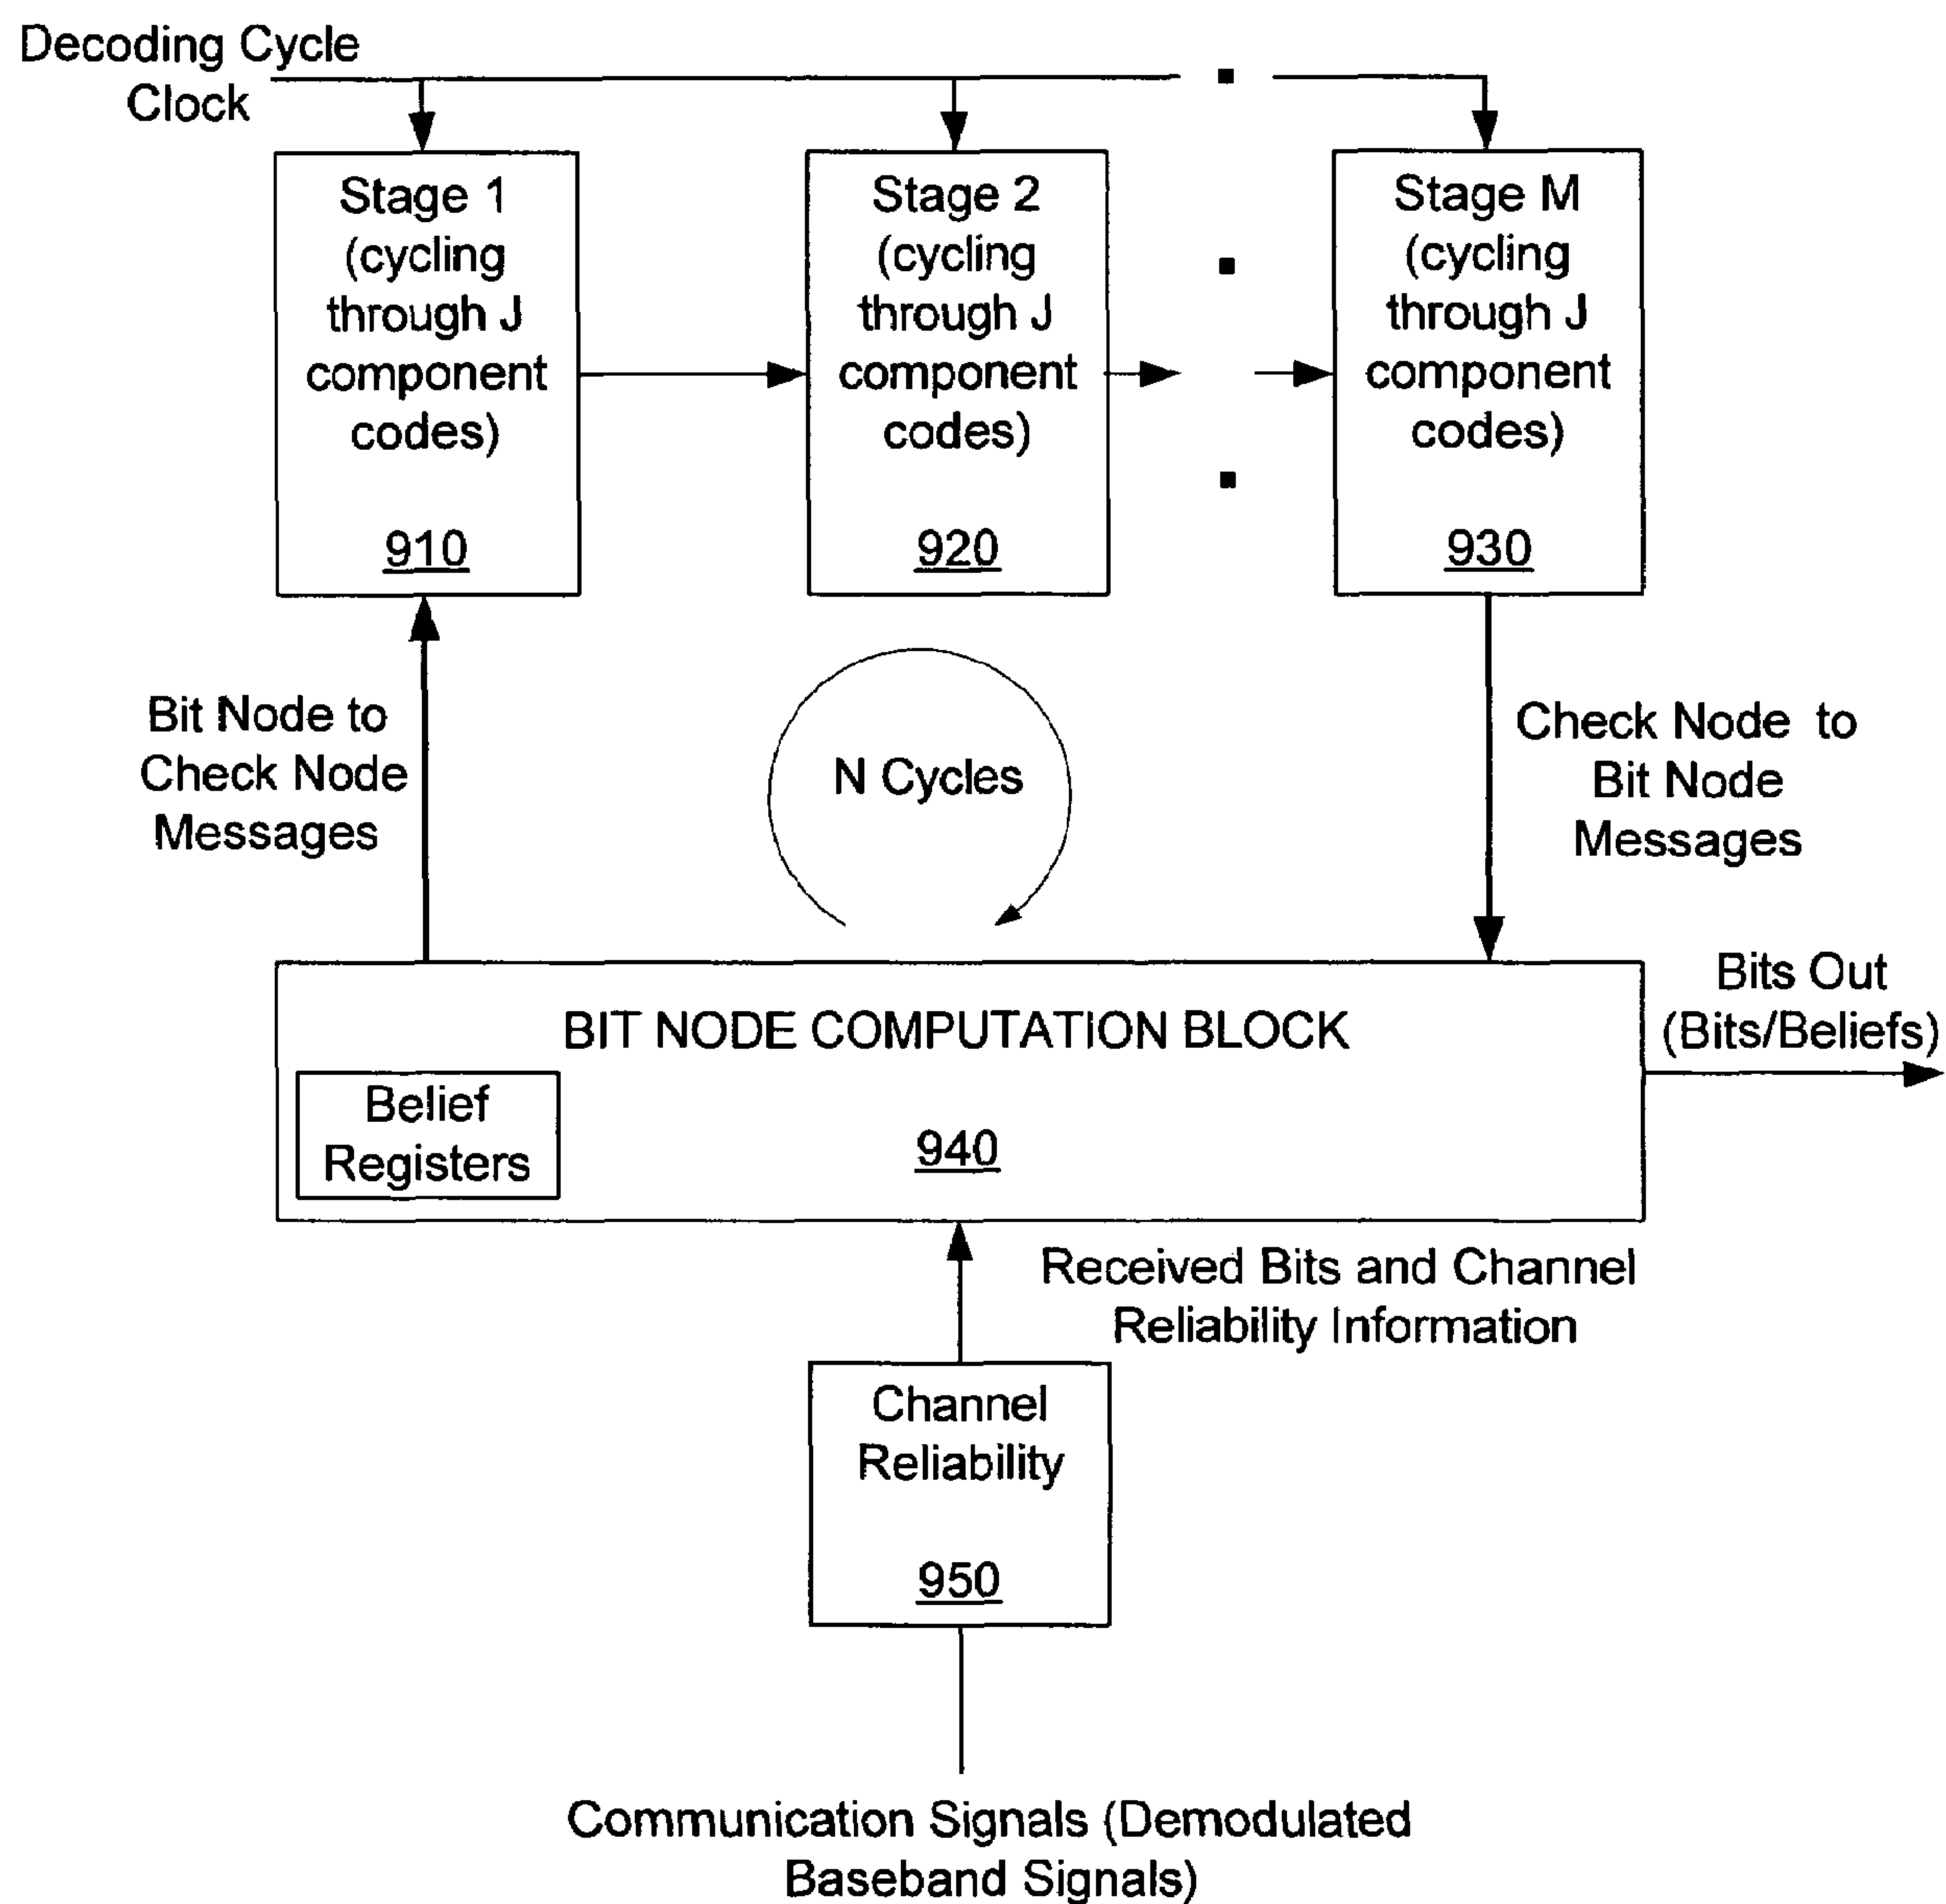 Decoding Cycle
Clock
Stage 1
(cycling
through J
component
codes)
910
Stage 2
(cycling
through J
component
codes)
920
Stage M
(cycling
through J
component
codes)
930
Bit Node to
Check Node
Messages
N Cycles
Check Node to
Bit Node
Messages
BIT NODE COMPUTATION BLOCK
Belief
Registers
940
Bits Out
(Bits/Beliefs)
Received Bits and Channel
Reliability Information
Channel
Reliability
950
Communication Signals (Demodulated
Baseband Signals)